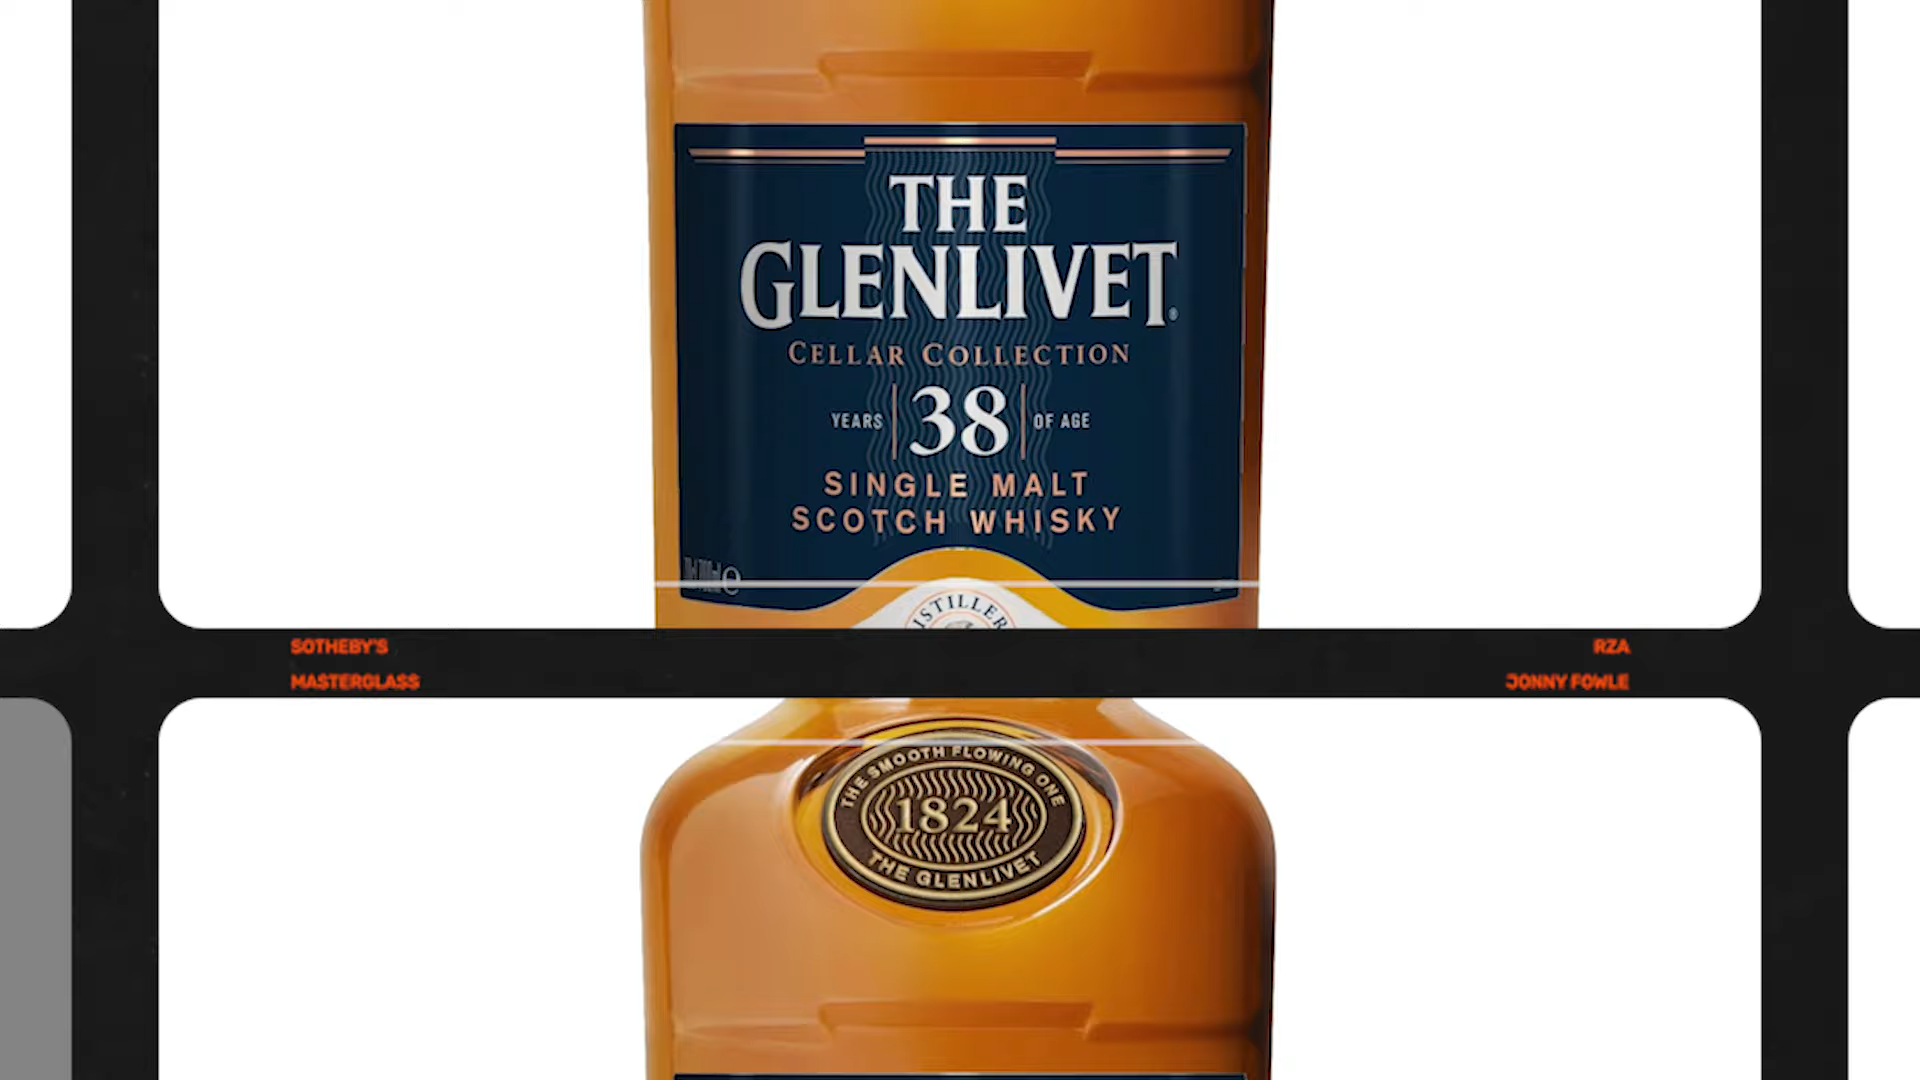 THE
GLENLIVET®
CELLAR COLLECTION
YEARS 38 OF AGE
SINGLE MALT
SCOTCH WHISKY
SOTHEBY'S
MASTERGLASS
RZA
JONNY FOWLE
THE SMOOTH FLOWING ONE
1824
THE GLENLIVET